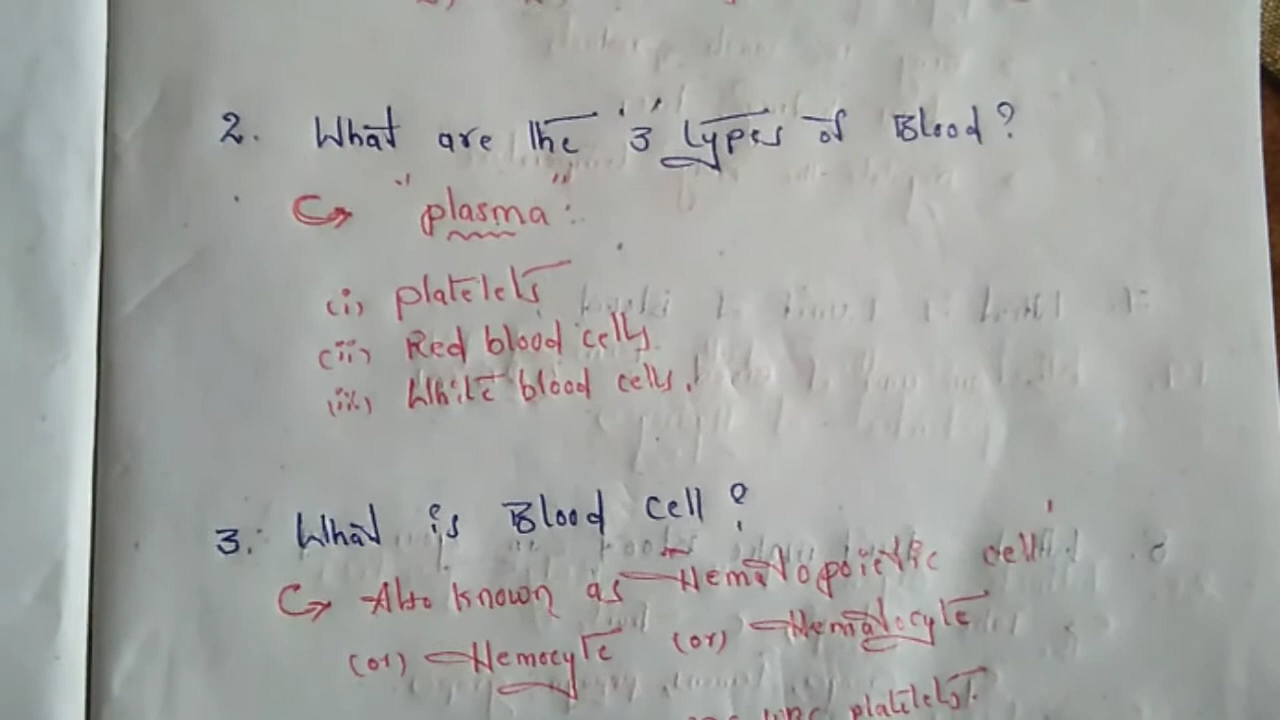 2. What are the "3" types of Blood?
↪ "plasma":
(i) platelets
(ii) Red blood cells.
(iii) White blood cells.
3. What is Blood cell?
↪ Also known as Hematopoietic cell.
(or) Hemocyte (or) Hematocyte
WBC platelets.